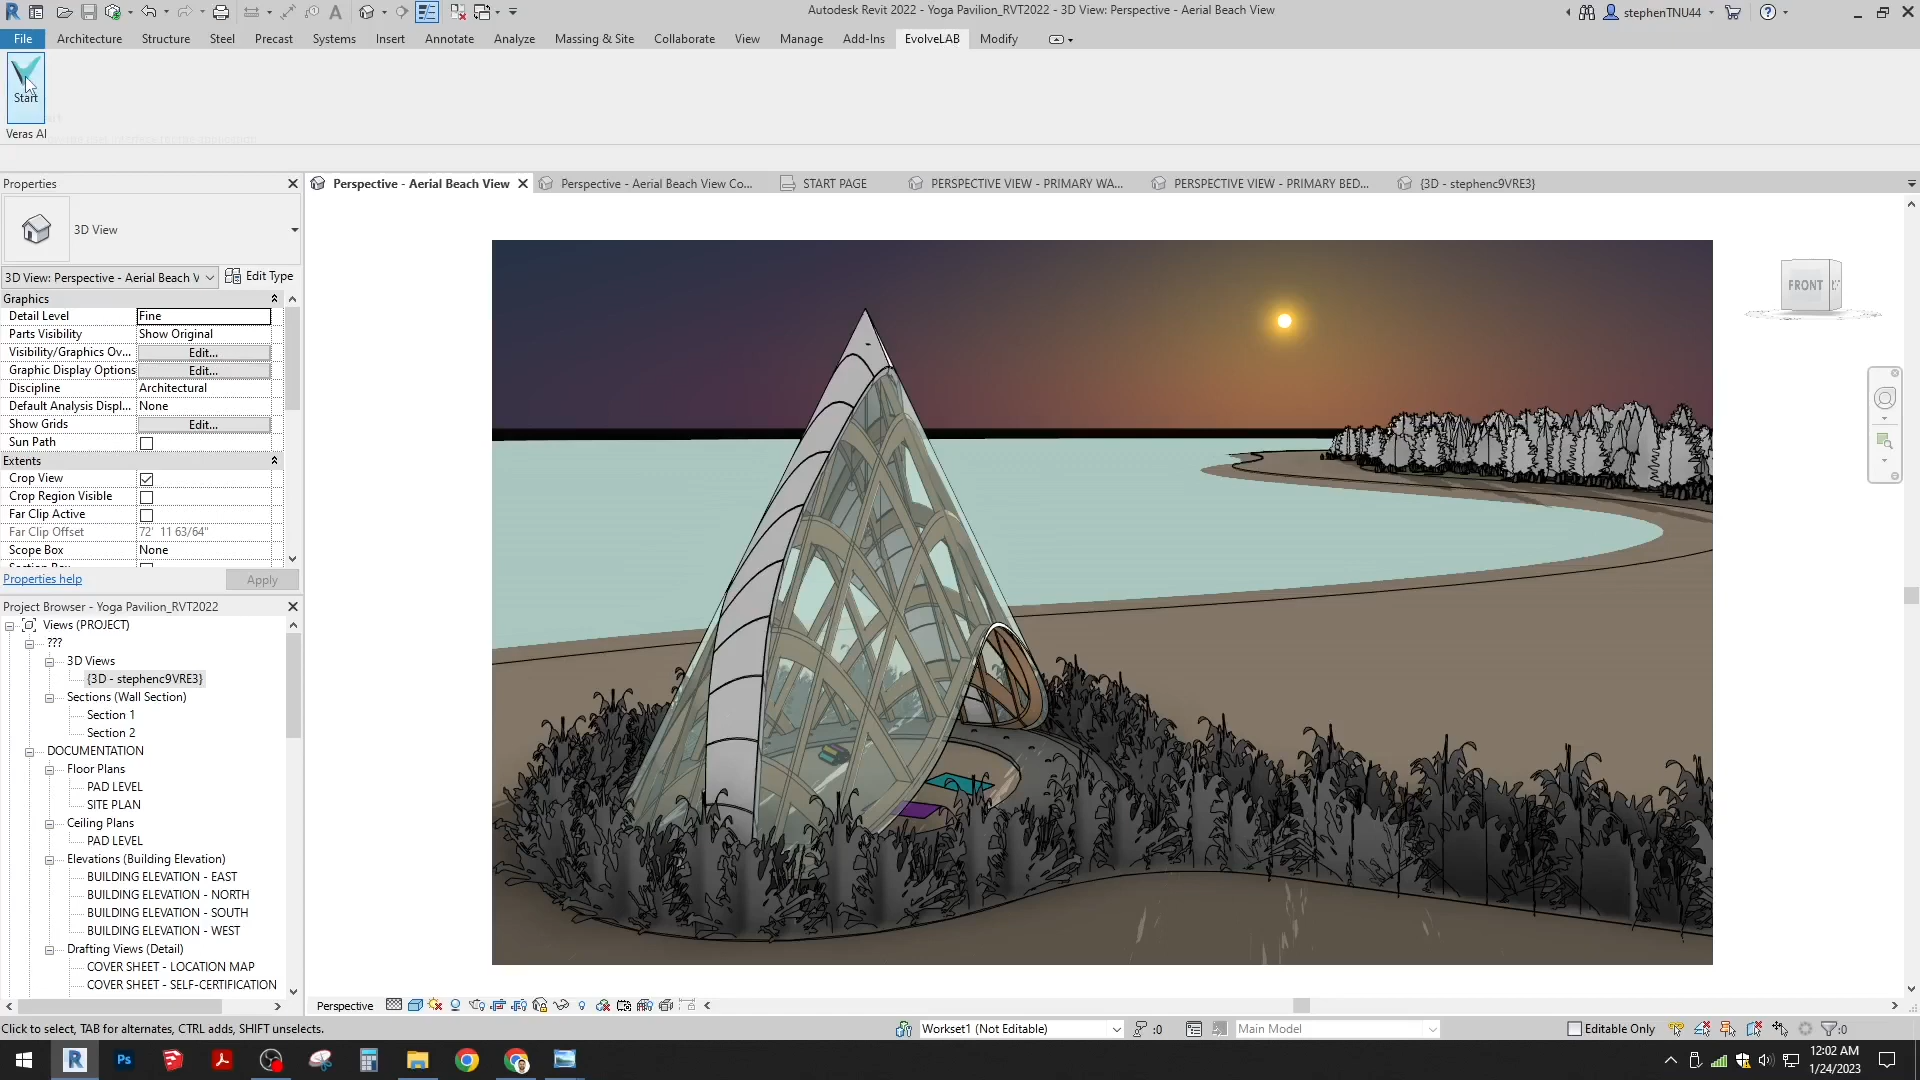 Autodesk Revit 2022 - Yoga Pavilion_RVT2022 - 3D View: Perspective - Aerial Beach View
stephenTNU44
File
Architecture
Structure
Steel
Precast
Systems
Insert
Annotate
Analyze
Massing & Site
Collaborate
View
Manage
Add-Ins
EvolveLAB
Modify
Start
Veras AI
Properties
Perspective - Aerial Beach View
Perspective - Aerial Beach View Co...
START PAGE
PERSPECTIVE VIEW - PRIMARY WA...
PERSPECTIVE VIEW - PRIMARY BED...
{3D - stephenc9VRE3}
3D View
3D View: Perspective - Aerial Beach V
Edit Type
Graphics
Detail Level
Fine
Parts Visibility
Show Original
Visibility/Graphics Ov...
Edit...
Graphic Display Options
Edit...
Discipline
Architectural
Default Analysis Displ...
None
Show Grids
Edit...
Sun Path
Extents
Crop View
Crop Region Visible
Far Clip Active
Far Clip Offset
72' 11 63/64"
Scope Box
None
Properties help
Apply
FRONT
Project Browser - Yoga Pavilion_RVT2022
Views (PROJECT)
???
3D Views
{3D - stephenc9VRE3}
Sections (Wall Section)
Section 1
Section 2
DOCUMENTATION
Floor Plans
PAD LEVEL
SITE PLAN
Ceiling Plans
PAD LEVEL
Elevations (Building Elevation)
BUILDING ELEVATION - EAST
BUILDING ELEVATION - NORTH
BUILDING ELEVATION - SOUTH
BUILDING ELEVATION - WEST
Drafting Views (Detail)
COVER SHEET - LOCATION MAP
COVER SHEET - SELF-CERTIFICATION
Perspective
Click to select, TAB for alternates, CTRL adds, SHIFT unselects.
Workset1 (Not Editable)
:0
Main Model
Editable Only
:0
12:02 AM
1/24/2023